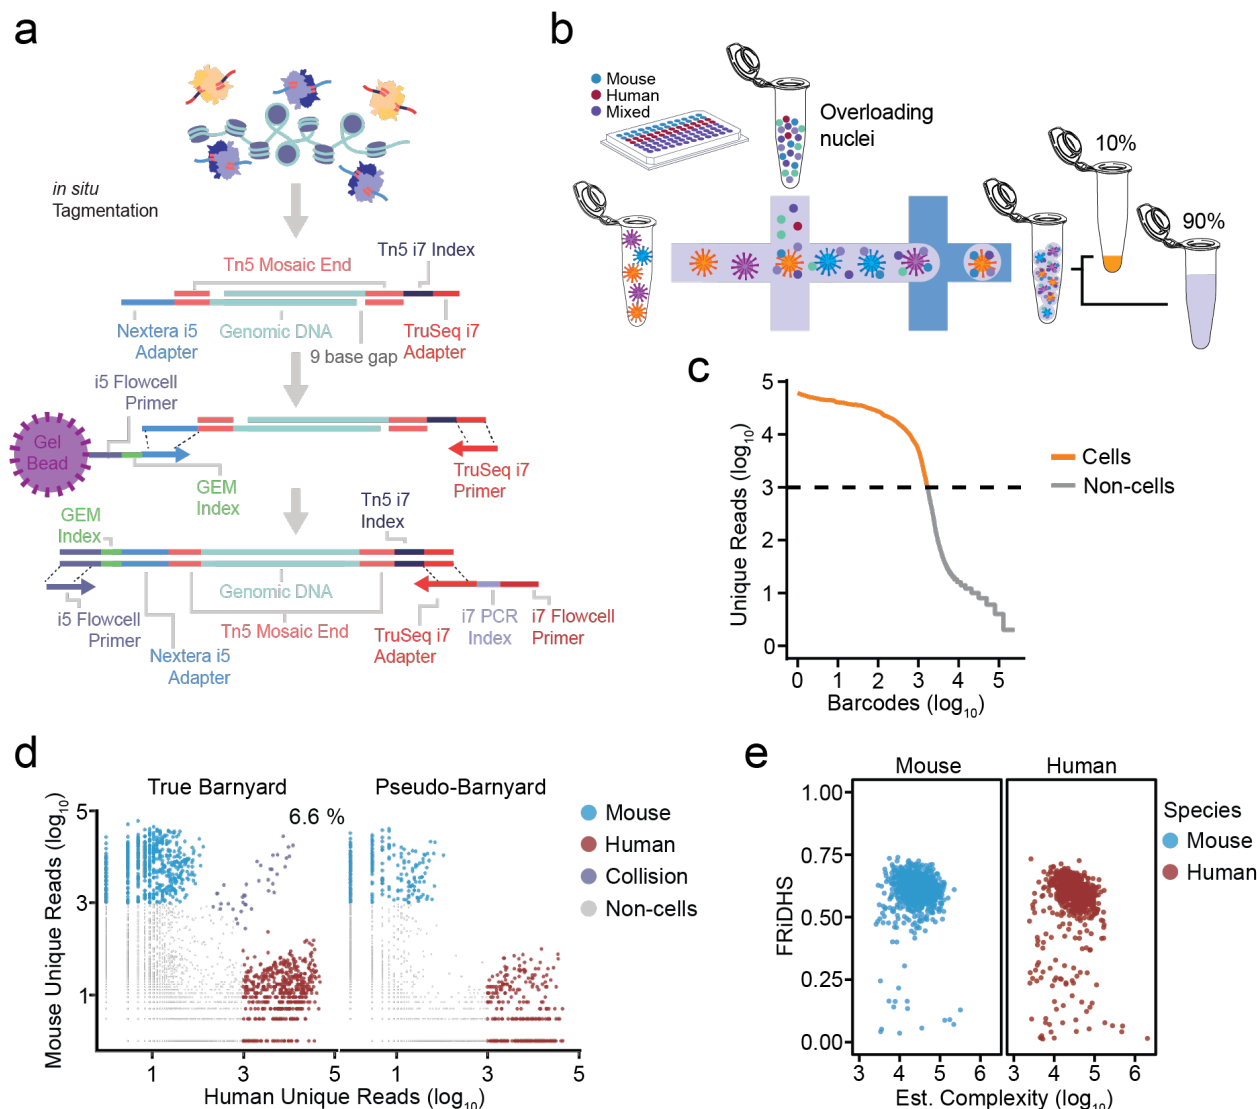 a
in situ
Tagmentation
Tn5 i7 Index
Tn5 Mosaic End
Nextera i5
Adapter
Genomic DNA
9 base gap
TruSeq i7
Adapter
i5 Flowcell
Primer
Gel
Bead
GEM
Index
TruSeq i7
Primer
GEM
Index
Tn5 i7
Index
i5 Flowcell
Primer
Nextera i5
Adapter
Genomic DNA
Tn5 Mosaic End
TruSeq i7
Adapter
i7 PCR
Index
i7 Flowcell
Primer
b
Mouse
Human
Mixed
Overloading
nuclei
10%
90%
c
Unique Reads (log10)
5
4
3
2
1
0
0 1 2 3 4 5
Barcodes (log10)
Cells
Non-cells
d
True Barnyard
Pseudo-Barnyard
6.6 %
Mouse Unique Reads (log10)
5
3
1
1 3 5
1 3 5
Human Unique Reads (log10)
Mouse
Human
Collision
Non-cells
e
Mouse
Human
FRiDHS
1.00
0.75
0.50
0.25
0.00
3 4 5 6
3 4 5 6
Est. Complexity (log10)
Species
Mouse
Human